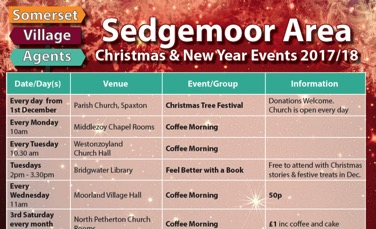 Somerset
Village
Agents
Sedgemoor Area
Christmas & New Year Events 2017/18
Date/Day(s) Venue Event/Group Information
Every day from
1st December
Parish Church, Spaxton
Christmas Tree Festival
Donations Welcome.
Church is open every day
Every Monday
10am
Middlezoy Chapel Rooms
Coffee Morning
Every Tuesday
10.30 am
Westonzoyland
Church Hall
Coffee Morning
Tuesdays
2pm - 3.30pm
Bridgwater Library
Feel Better with a Book
Free to attend with Christmas
stories & festive treats in Dec.
Every
Wednesday
11am
Moorland Village Hall
Coffee Morning
50p
3rd Saturday
every month
North Petherton Church
Rooms
Coffee Morning
£1 inc coffee and cake